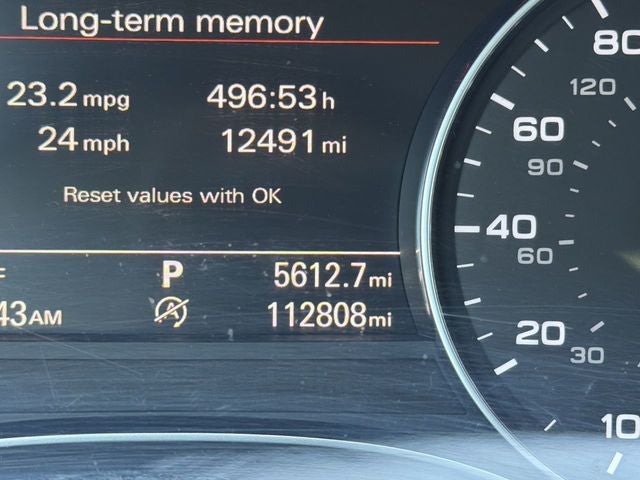 Long-term memory
23.2 mpg 496:53 h
24 mph 12491 mi
Reset values with OK
F P 5612.7 mi
43 AM 112808 mi
80
120
60
90
40
60
20
30
10